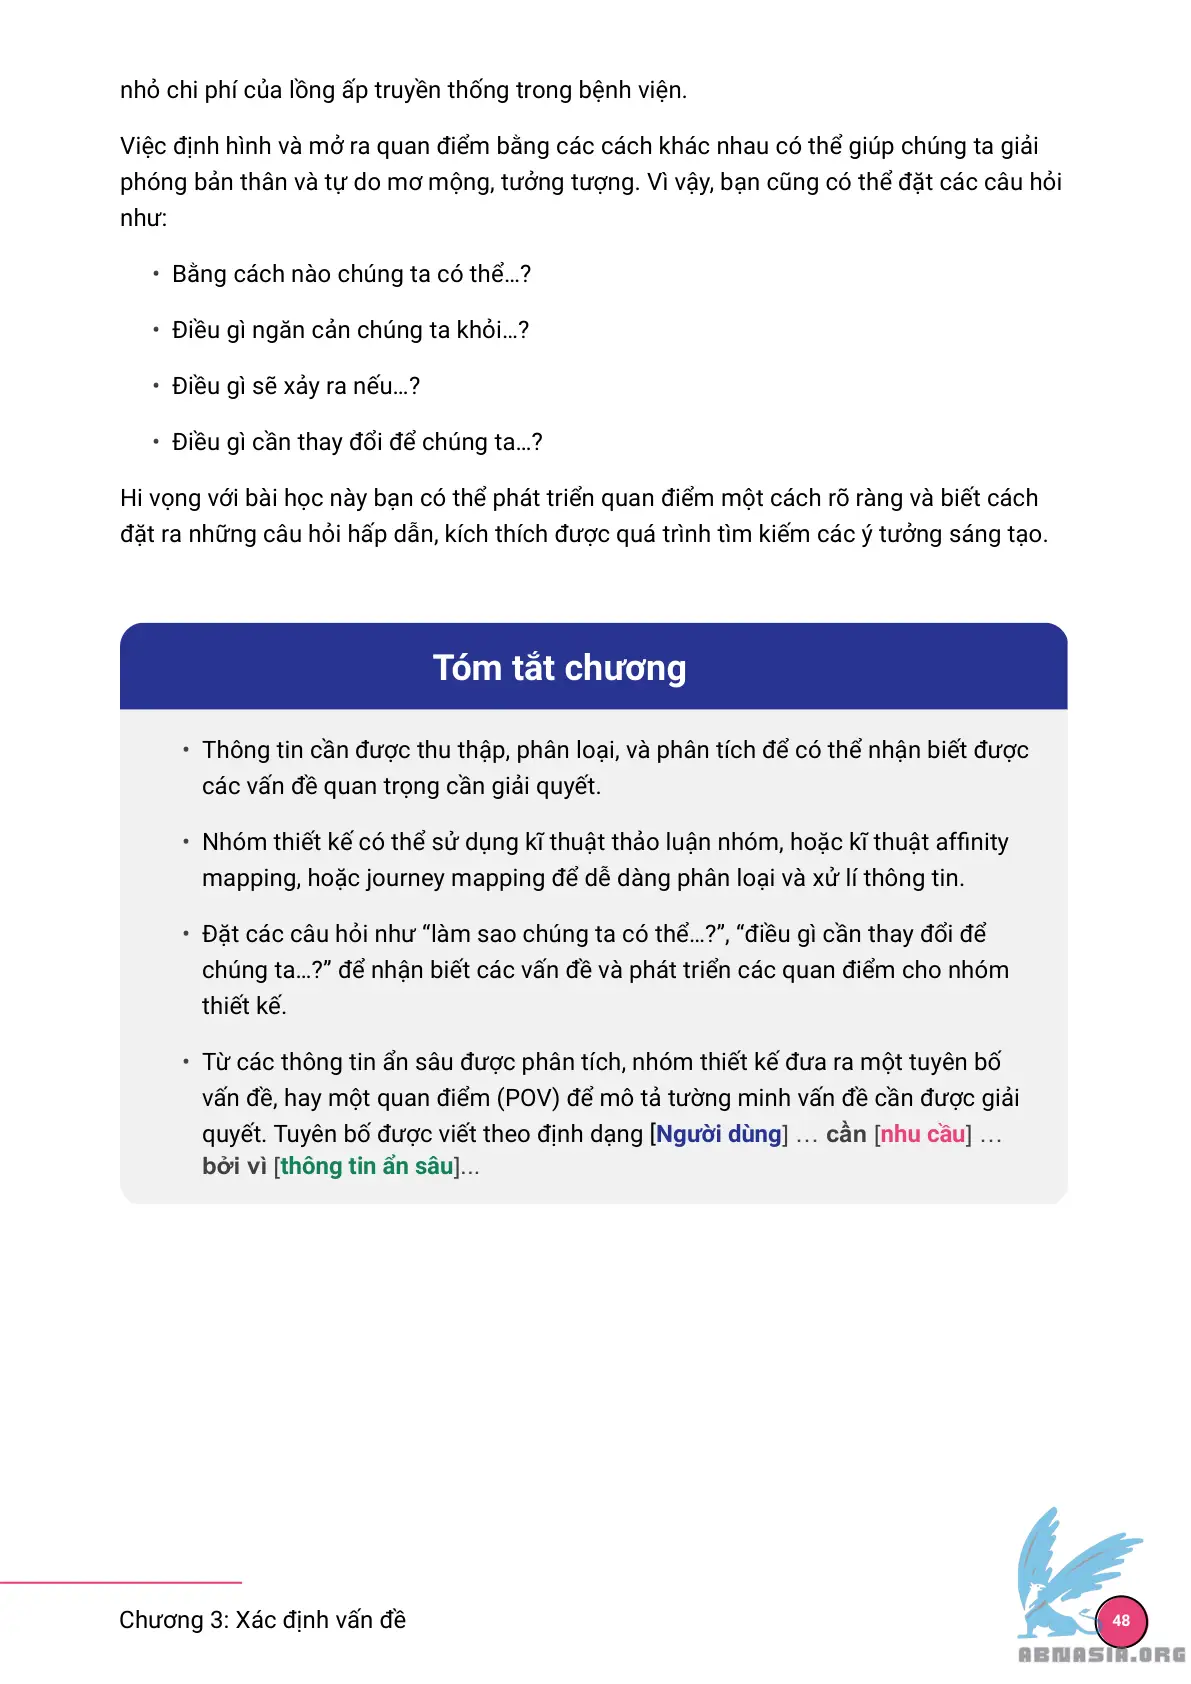 nhỏ chi phí của lồng ấp truyền thống trong bệnh viện.
Việc định hình và mở ra quan điểm bằng các cách khác nhau có thể giúp chúng ta giải
phóng bản thân và tự do mơ mộng, tưởng tượng. Vì vậy, bạn cũng có thể đặt các câu hỏi
như:
• Bằng cách nào chúng ta có thể…?
• Điều gì ngăn cản chúng ta khỏi…?
• Điều gì sẽ xảy ra nếu…?
• Điều gì cần thay đổi để chúng ta…?
Hi vọng với bài học này bạn có thể phát triển quan điểm một cách rõ ràng và biết cách
đặt ra những câu hỏi hấp dẫn, kích thích được quá trình tìm kiếm các ý tưởng sáng tạo.
Tóm tắt chương
• Thông tin cần được thu thập, phân loại, và phân tích để có thể nhận biết được
các vấn đề quan trọng cần giải quyết.
• Nhóm thiết kế có thể sử dụng kĩ thuật thảo luận nhóm, hoặc kĩ thuật affinity
mapping, hoặc journey mapping để dễ dàng phân loại và xử lí thông tin.
• Đặt các câu hỏi như “làm sao chúng ta có thể…?”, “điều gì cần thay đổi để
chúng ta…?” để nhận biết các vấn đề và phát triển các quan điểm cho nhóm
thiết kế.
• Từ các thông tin ẩn sâu được phân tích, nhóm thiết kế đưa ra một tuyên bố
vấn đề, hay một quan điểm (POV) để mô tả tường minh vấn đề cần được giải
quyết. Tuyên bố được viết theo định dạng [Người dùng] … cần [nhu cầu] …
bởi vì [thông tin ẩn sâu]...
Chương 3: Xác định vấn đề
48
ABNASIA.ORG